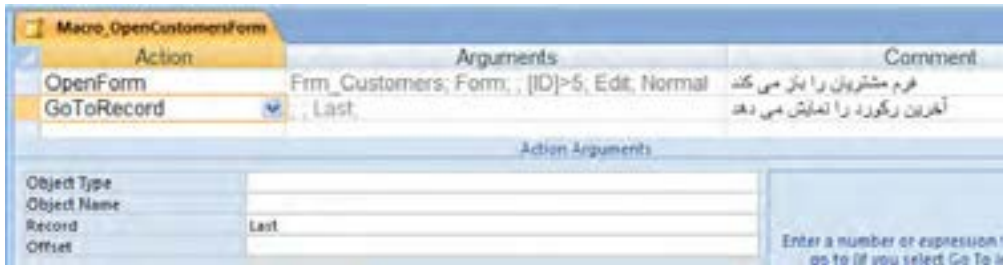 Macro_OpenCustomersForm
Action Arguments Comment
OpenForm Frm_Customers; Form; ; [ID]>5; Edit; Normal فرم مشتریان را باز می کند
GoToRecord ; ; Last; آخرین رکورد را نمایش می دهد
Action Arguments
Object Type
Object Name
Record Last
Offset
Enter a number or expression
go to (if you select Go To